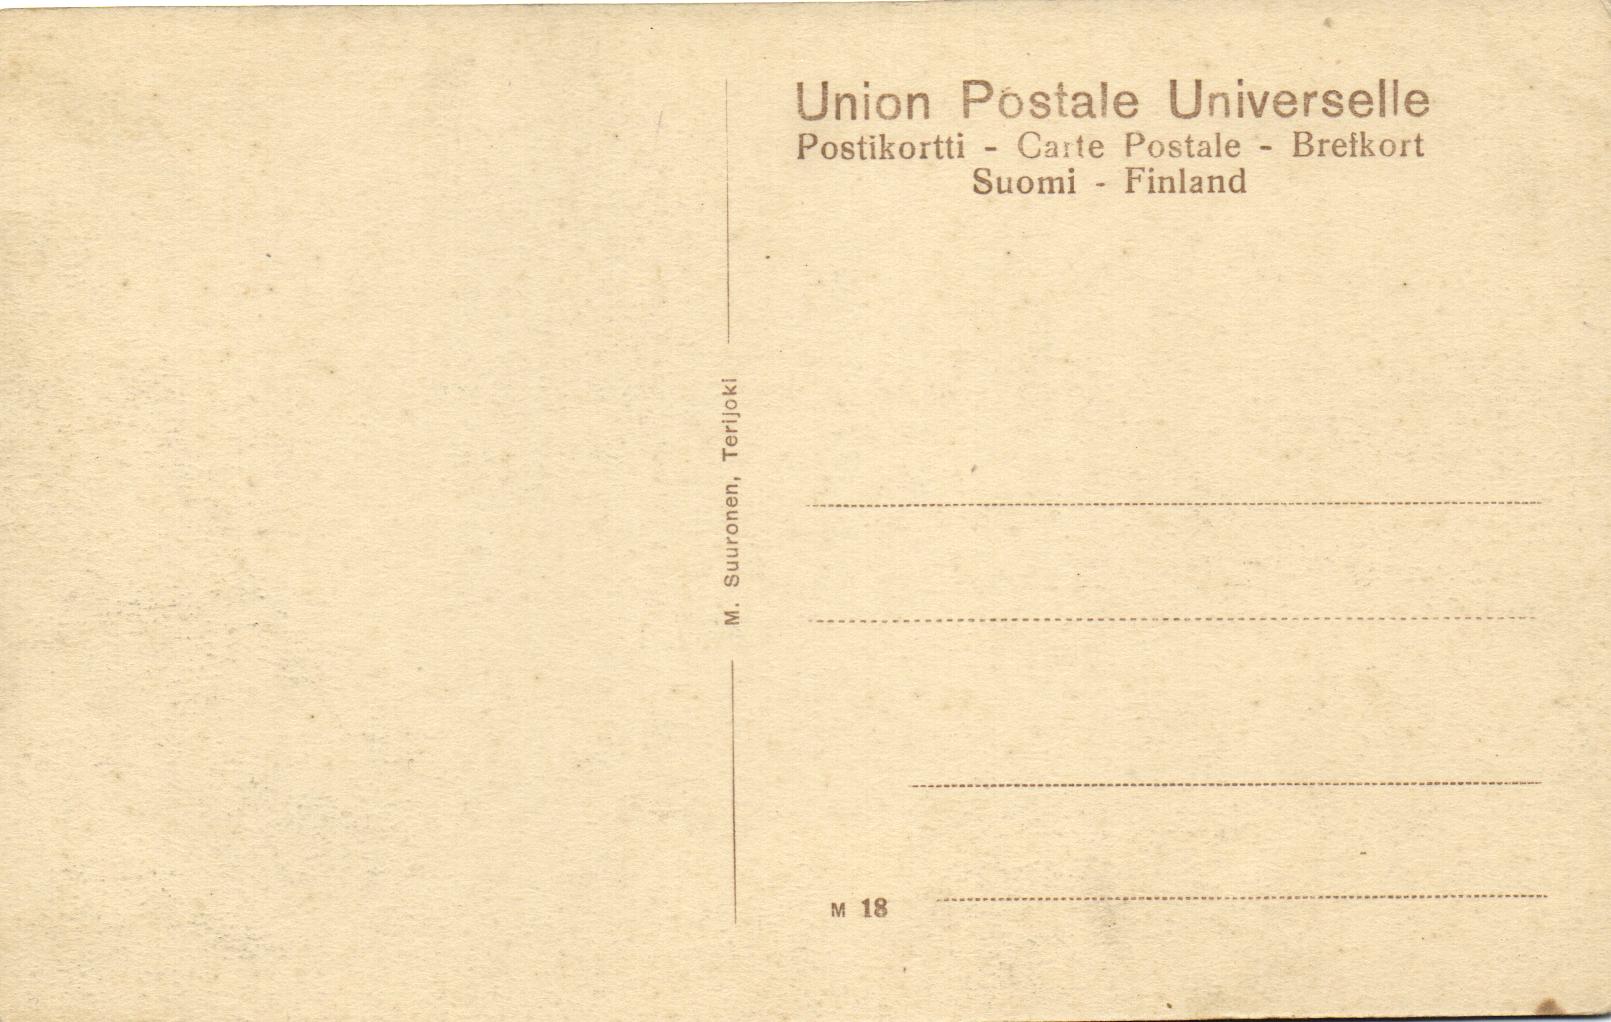 Union Postale Universelle
Postikortti - Carte Postale - Brefkort
Suomi - Finland
M. Suuronen, Terijoki
M 18